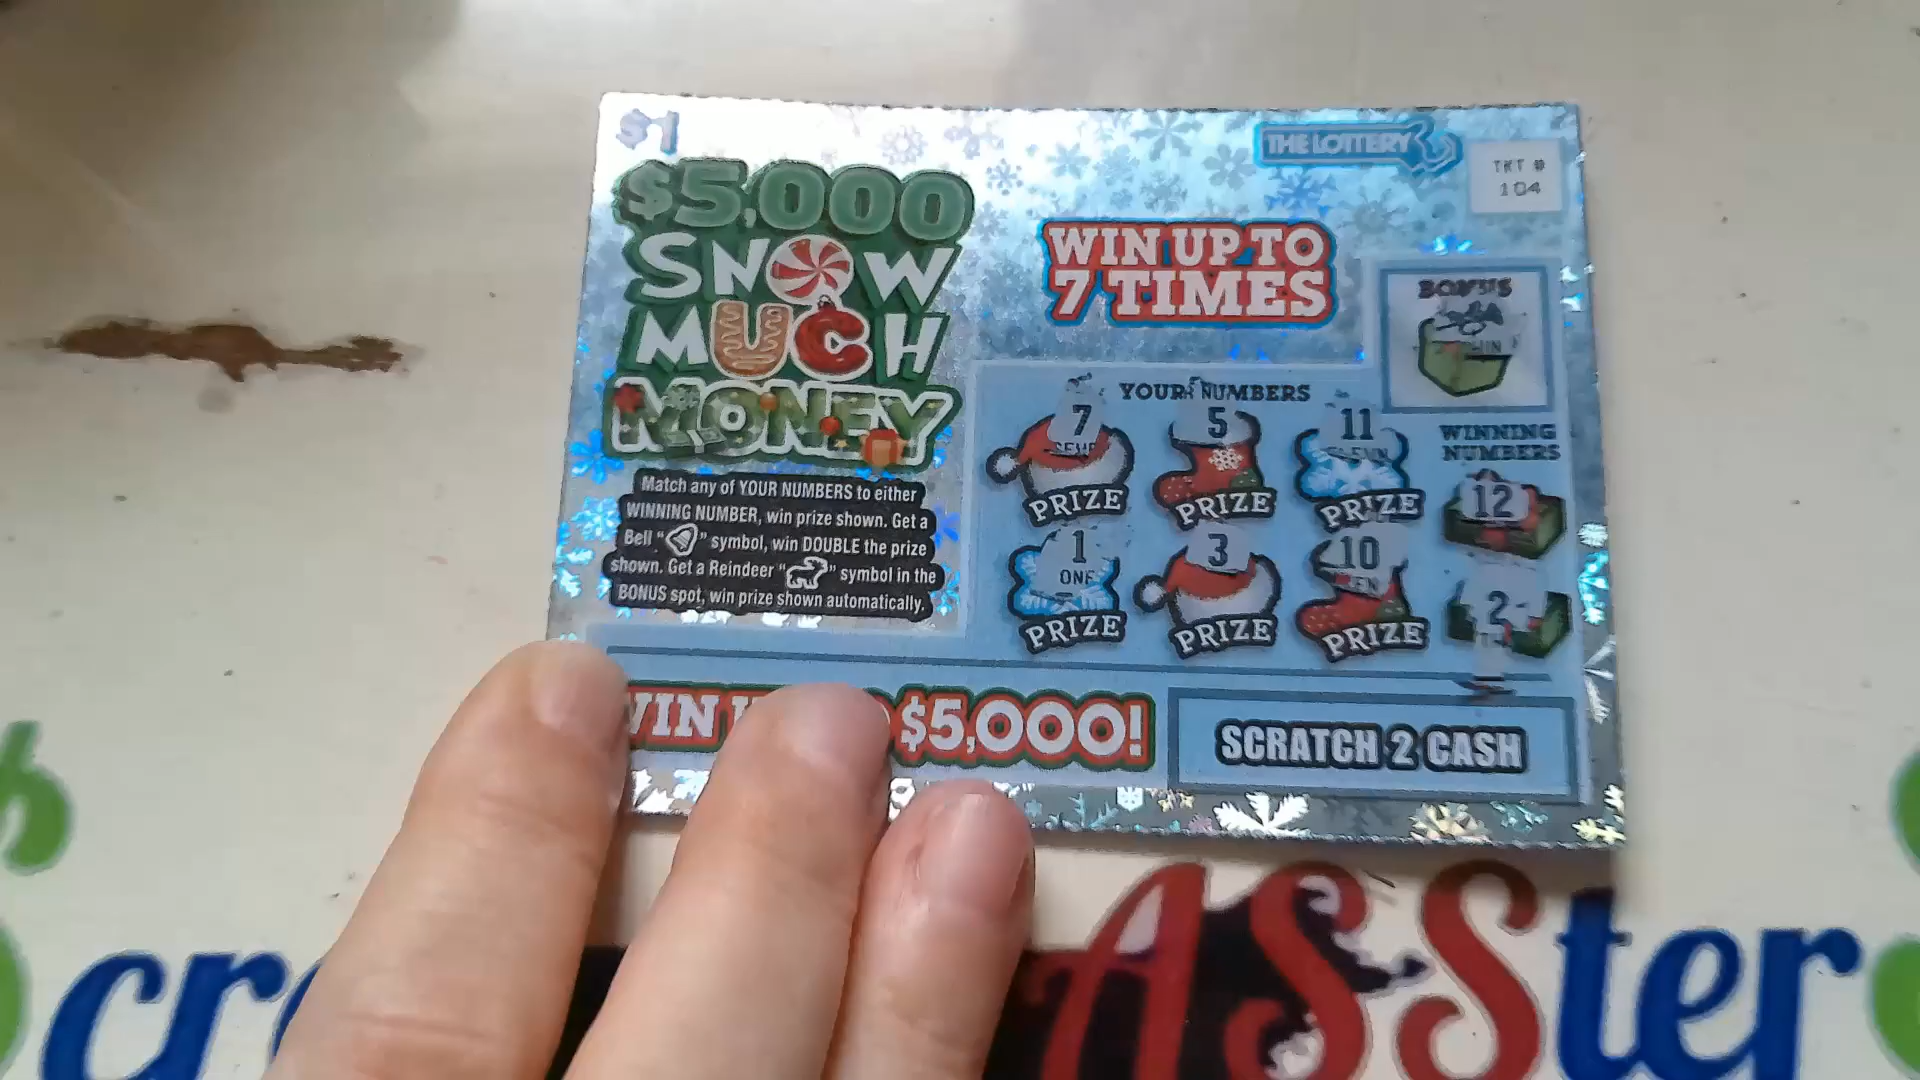 $1
THE LOTTERY
TKT #
104
$5,000
SNOW
MUCH
MONEY
WIN UP TO
7 TIMES
BONUS
Match any of YOUR NUMBERS to either
WINNING NUMBER, win prize shown. Get a
Bell “ ” symbol, win DOUBLE the prize
shown. Get a Reindeer “ ” symbol in the
BONUS spot, win prize shown automatically.
YOUR NUMBERS
7 5 11
PRIZE PRIZE PRIZE
1 3 10
ONE
PRIZE PRIZE PRIZE
WINNING
NUMBERS
12
2
$5,000!
SCRATCH 2 CASH